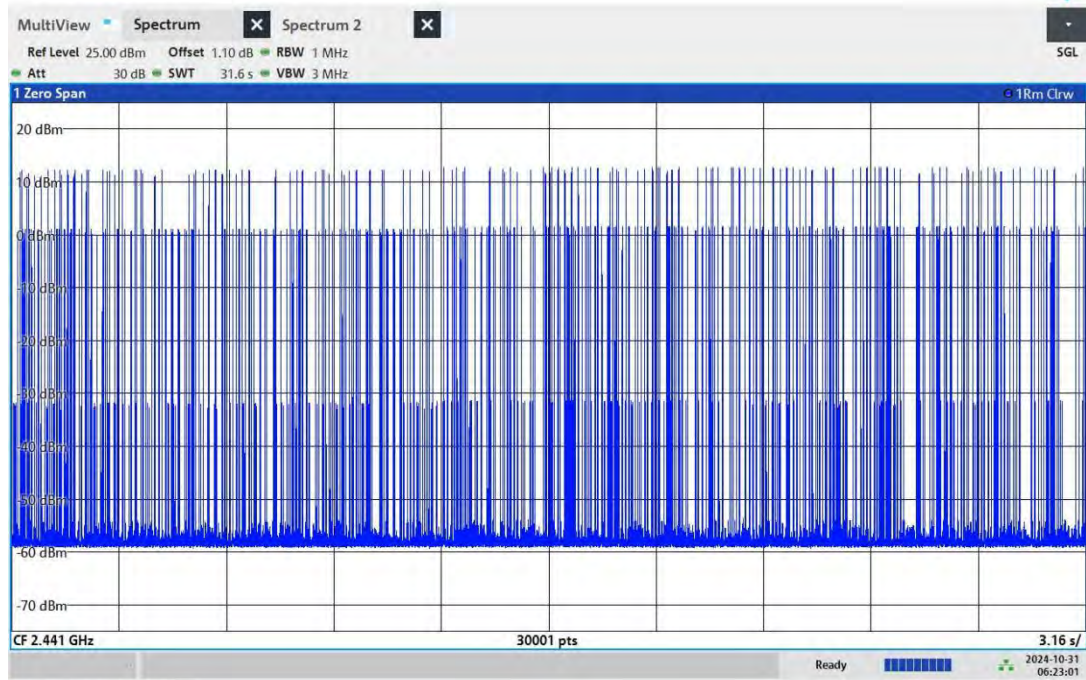 MultiView Spectrum X Spectrum 2 X
Ref Level 25.00 dBm Offset 1.10 dB RBW 1 MHz SGL
Att 30 dB SWT 31.6 s VBW 3 MHz
1 Zero Span 1Rm Clrw
20 dBm
10 dBm
0 dBm
-10 dBm
-20 dBm
-30 dBm
-40 dBm
-50 dBm
-60 dBm
-70 dBm
CF 2.441 GHz 30001 pts 3.16 s/
Ready 2024-10-31
06:23:01